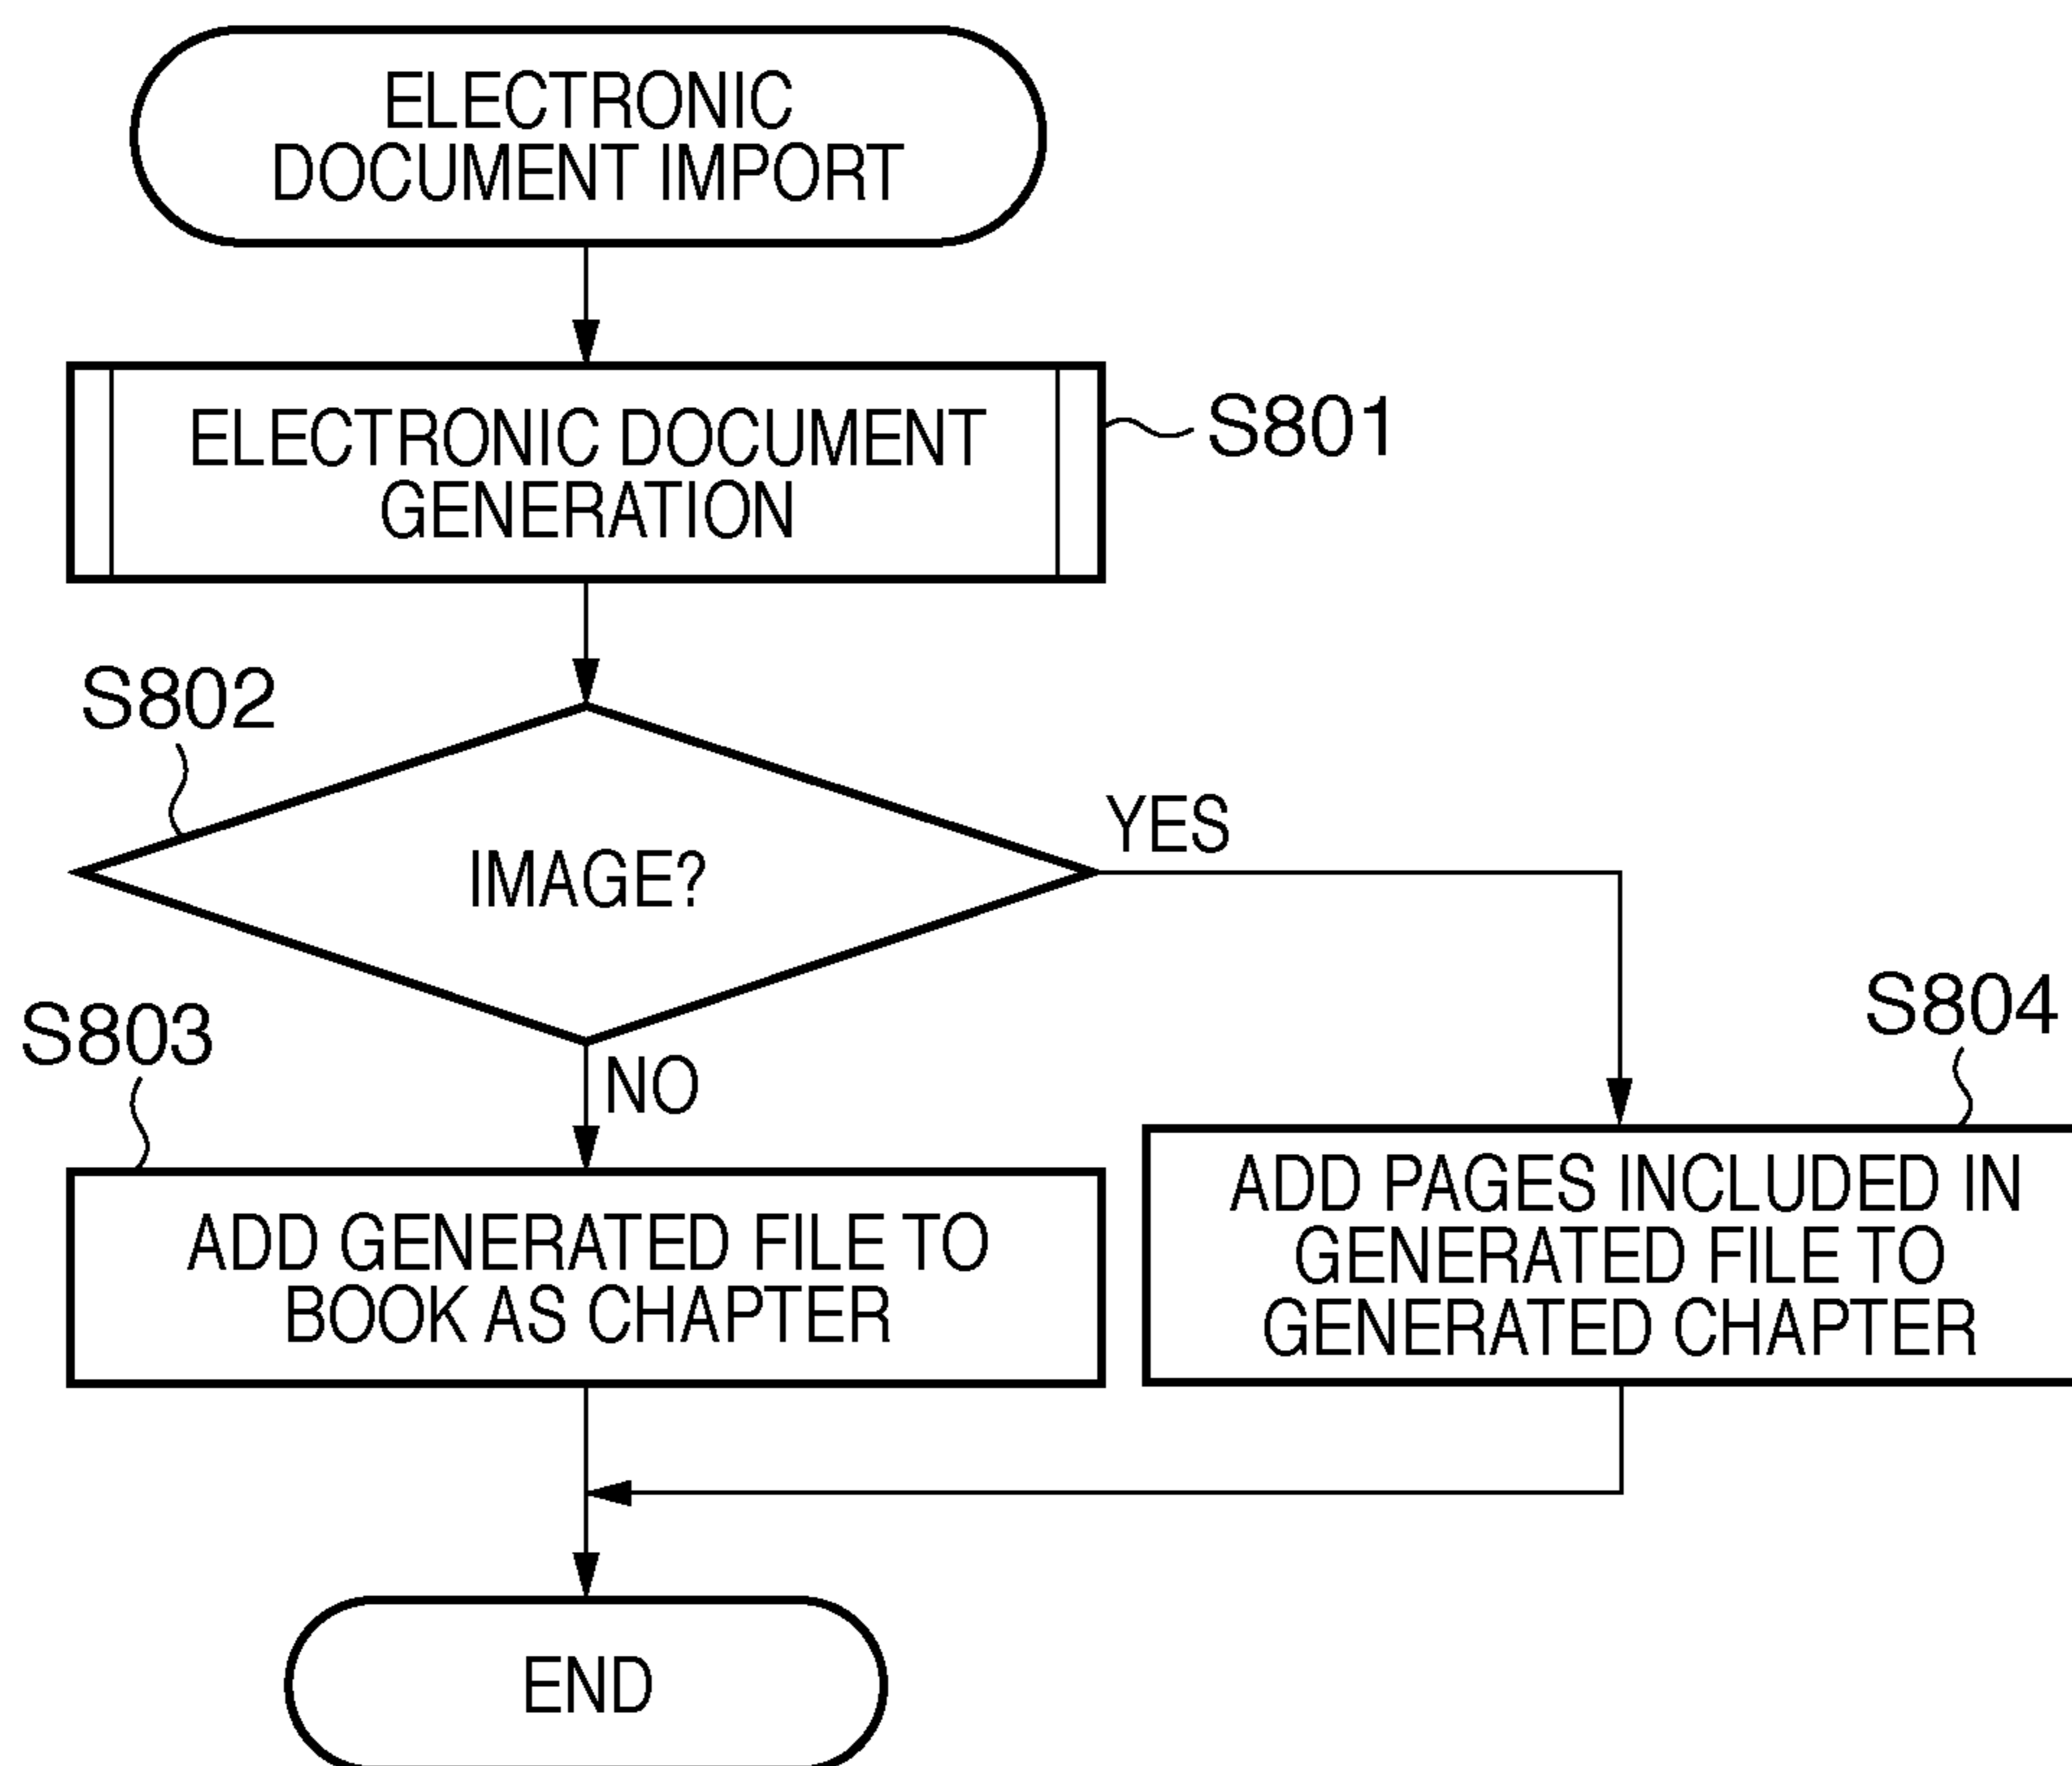 ELECTRONIC
DOCUMENT IMPORT
ELECTRONIC DOCUMENT
GENERATION
S801
S802
IMAGE?
YES
NO
S803
ADD GENERATED FILE TO
BOOK AS CHAPTER
S804
ADD PAGES INCLUDED IN
GENERATED FILE TO
GENERATED CHAPTER
END